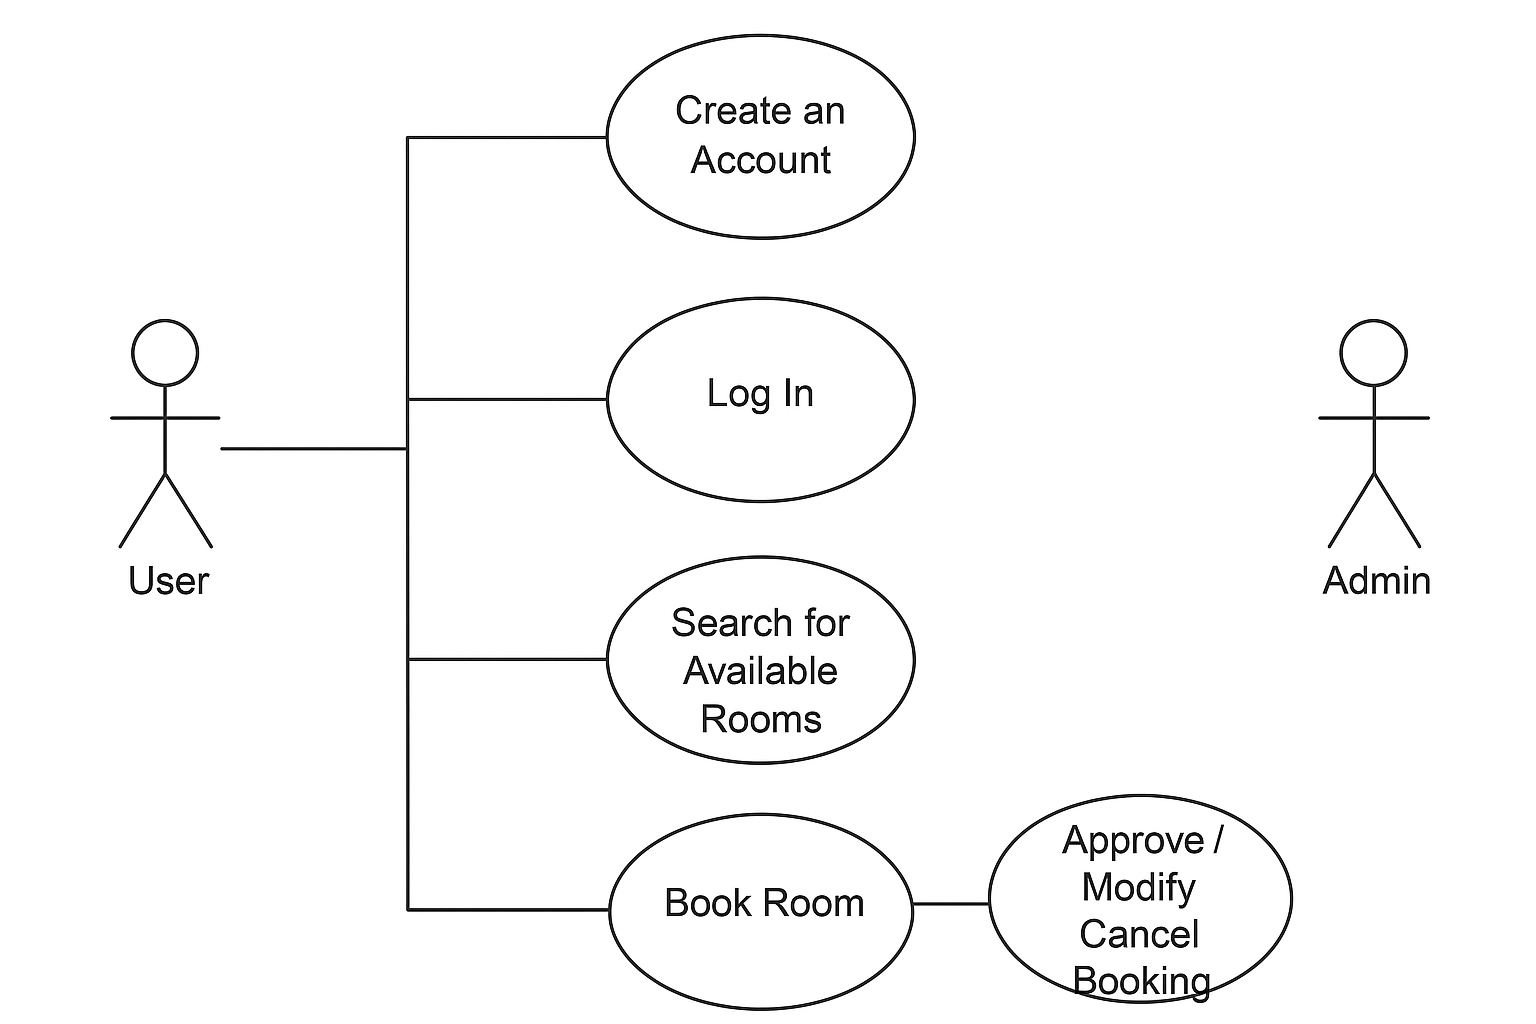 Create an
Account
Log In
User
Admin
Search for
Available
Rooms
Book Room
Approve /
Modify
Cancel
Booking